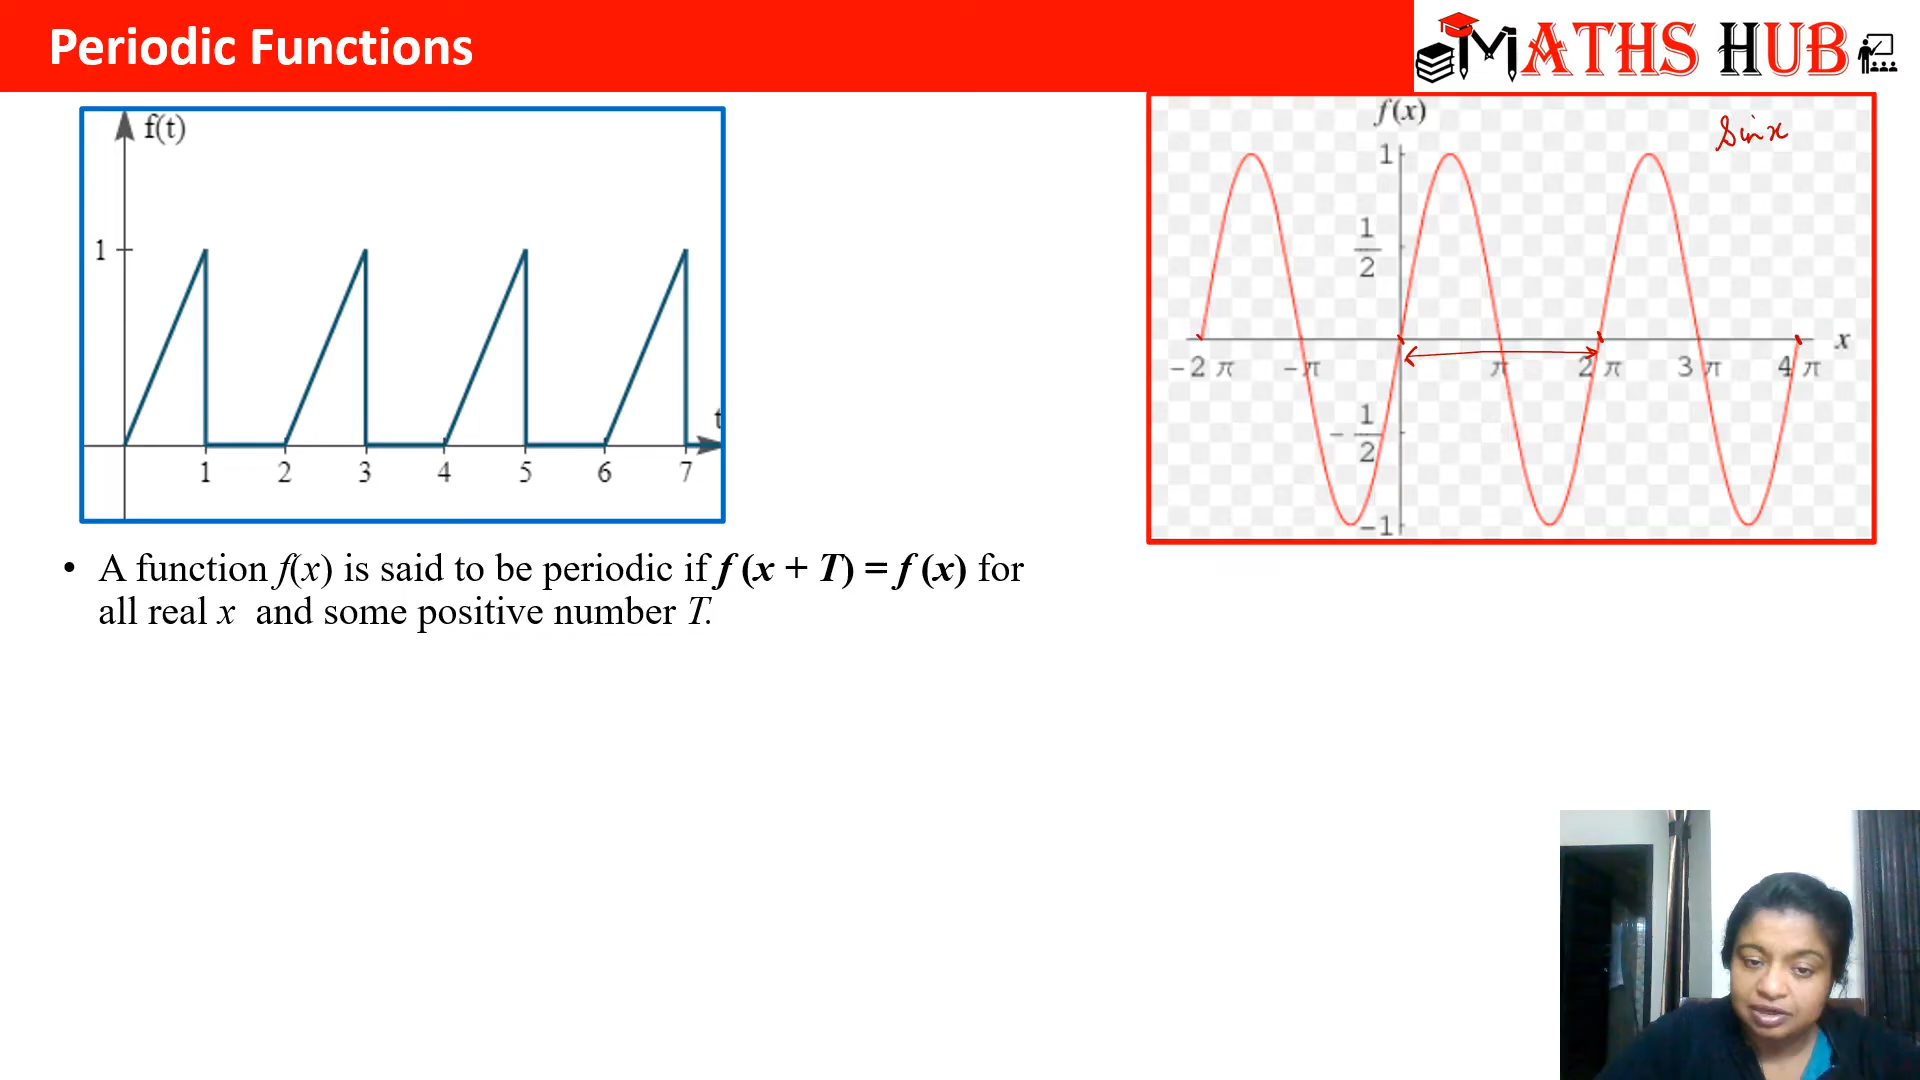 Periodic Functions
MATHS HUB
f(t)
1
t
1 2 3 4 5 6 7
f(x)
sin x
1
1/2
x
-2 π -π π 2 π 3 π 4 π
-1/2
-1
• A function f(x) is said to be periodic if f (x + T) = f (x) for
all real x and some positive number T.